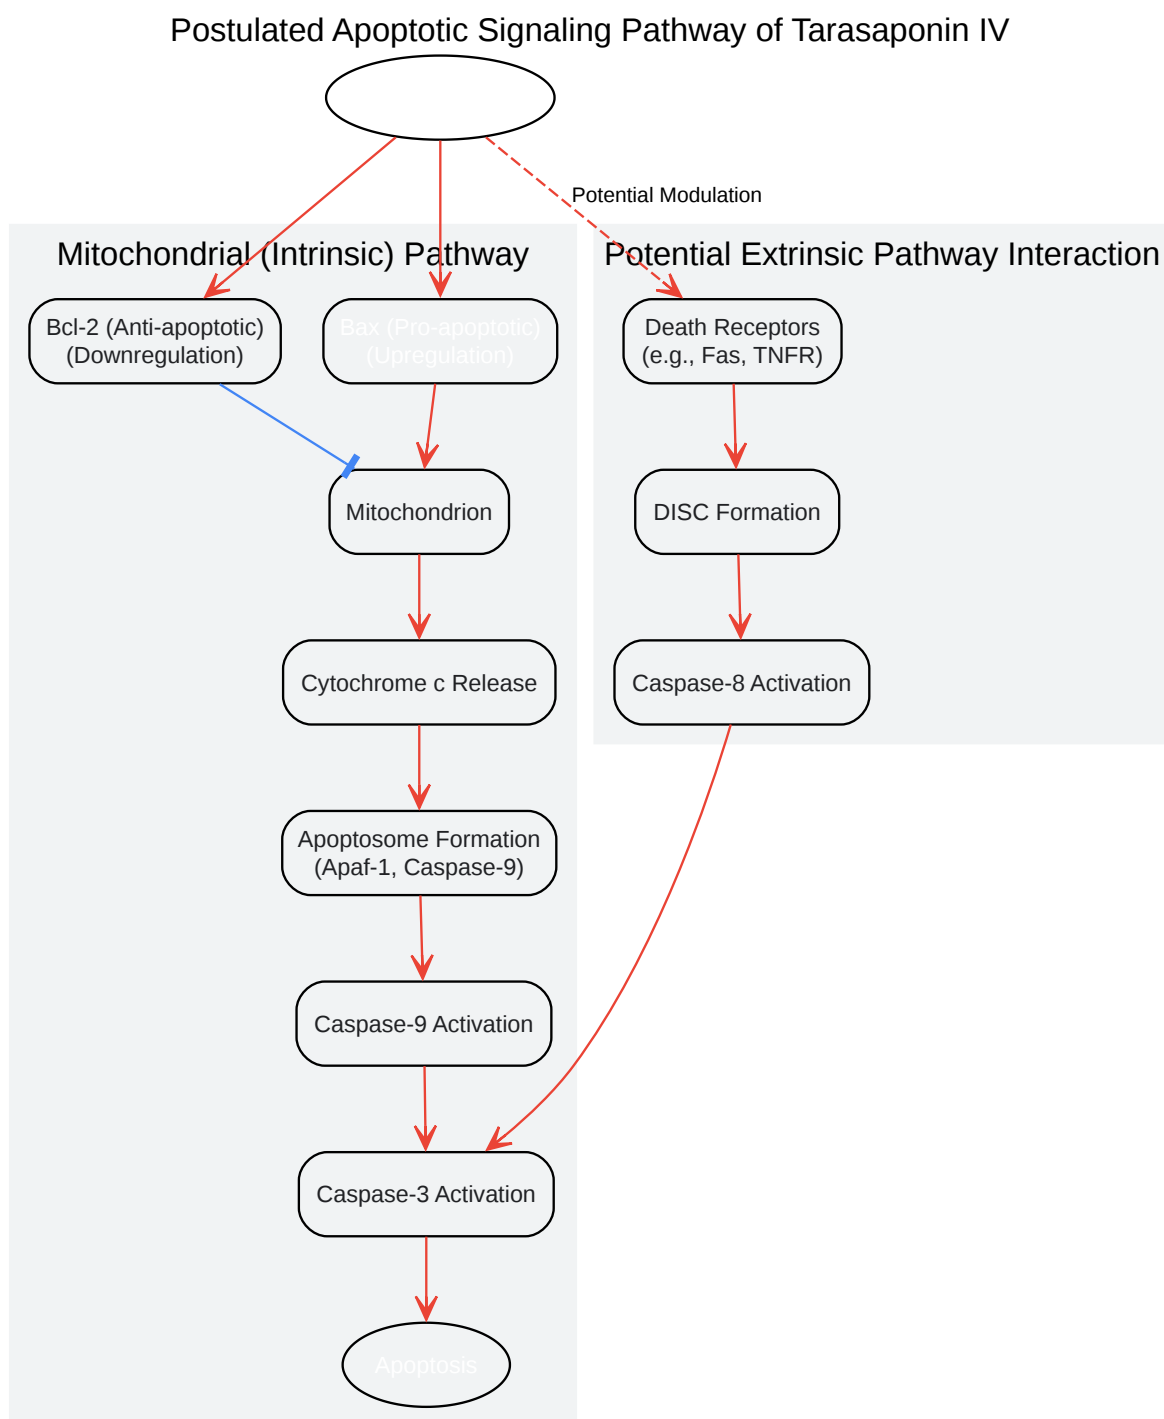 Postulated Apoptotic Signaling Pathway of Tarasaponin IV
Potential Modulation
Mitochondrial (Intrinsic) Pathway
Potential Extrinsic Pathway Interaction
Bcl-2 (Anti-apoptotic)
(Downregulation)
Bax (Pro-apoptotic)
(Upregulation)
Death Receptors
(e.g., Fas, TNFR)
Mitochondrion
DISC Formation
Cytochrome c Release
Caspase-8 Activation
Apoptosome Formation
(Apaf-1, Caspase-9)
Caspase-9 Activation
Caspase-3 Activation
Apoptosis